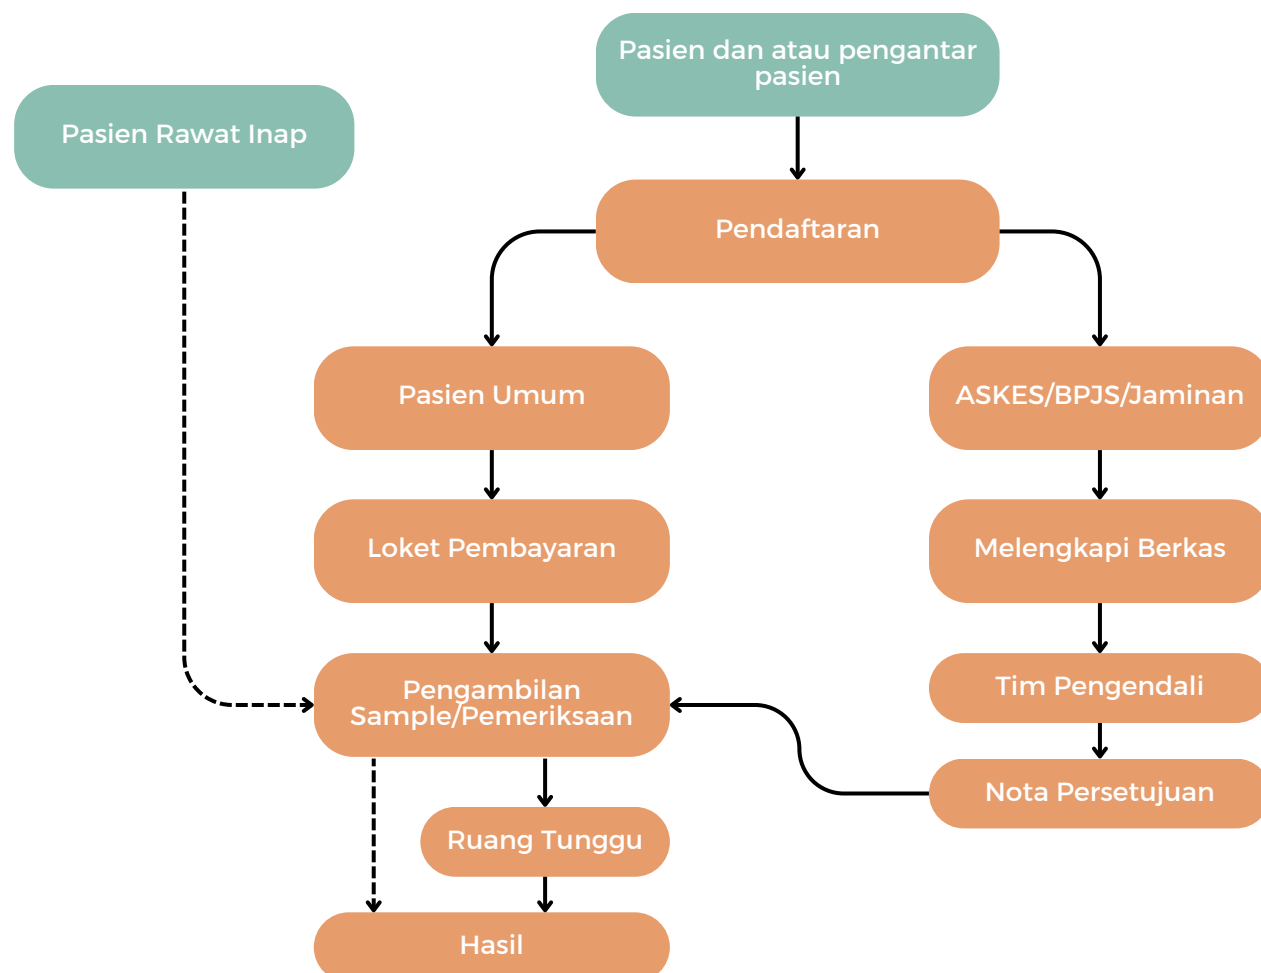 Pasien dan atau pengantar
pasien
Pasien Rawat Inap
Pendaftaran
Pasien Umum
ASKES/BPJS/Jaminan
Loket Pembayaran
Melengkapi Berkas
Pengambilan
Sample/Pemeriksaan
Tim Pengendali
Nota Persetujuan
Ruang Tunggu
Hasil